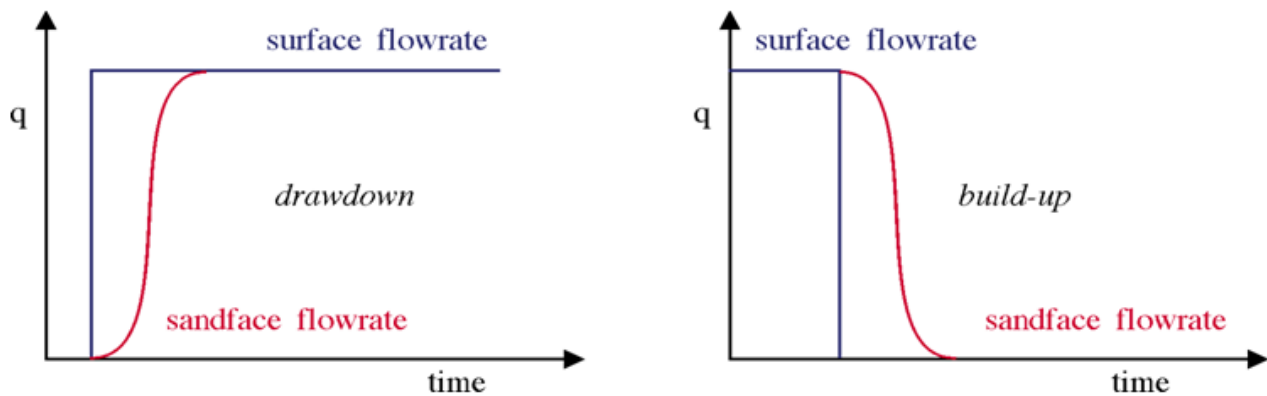 surface flowrate
q
drawdown
sandface flowrate
time
surface flowrate
q
build-up
sandface flowrate
time